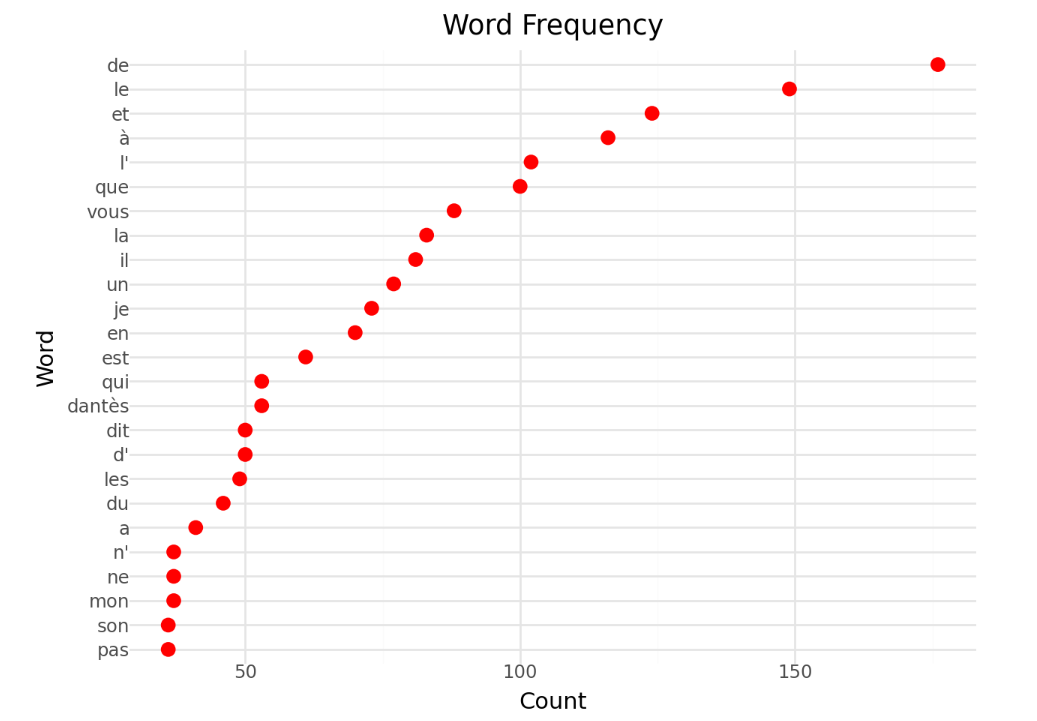 Word Frequency
de
le
et
à
l'
que
vous
la
il
un
je
en
est
qui
dantès
dit
d'
les
du
a
n'
ne
mon
son
pas
Word
50 100 150
Count